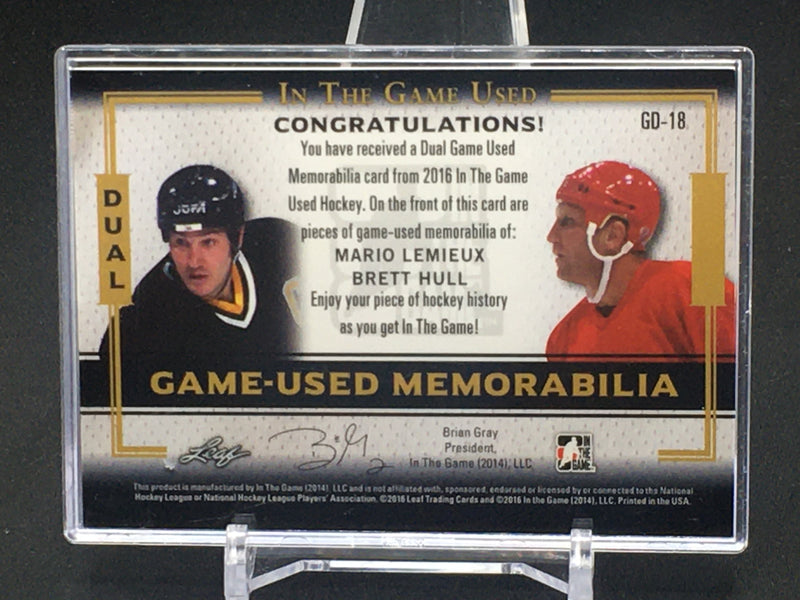 IN THE GAME USED
CONGRATULATIONS!
GD-18
You have received a Dual Game Used
Memorabilia card from 2016 In The Game
Used Hockey. On the front of this card are
pieces of game-used memorabilia of:
MARIO LEMIEUX
BRETT HULL
Enjoy your piece of hockey history
as you get In The Game!
DUAL
JOFA
GAME-USED MEMORABILIA
Leaf
Brian Gray
President,
In The Game (2014), LLC
IN
THE
GAME
This product is manufactured by In The Game (2014), LLC and is not affiliated with, sponsored, endorsed or licensed by or connected to the National
Hockey League or National Hockey League Players' Association. ©2016 Leaf Trading Cards and ©2016 In the Game (2014), LLC. Printed in the USA.